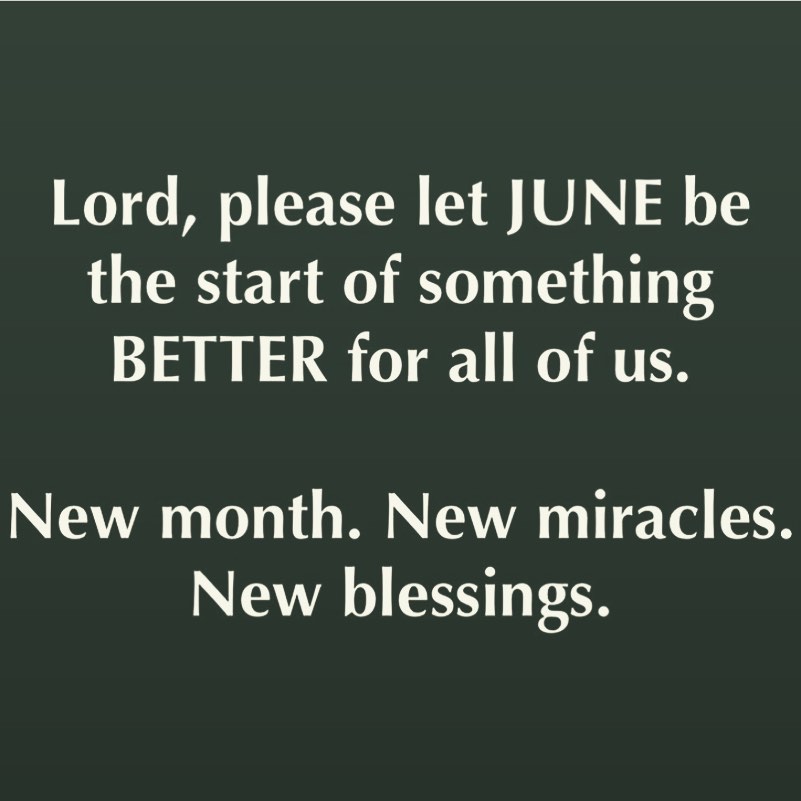 Lord, please let JUNE be
the start of something
BETTER for all of us.
New month. New miracles.
New blessings.